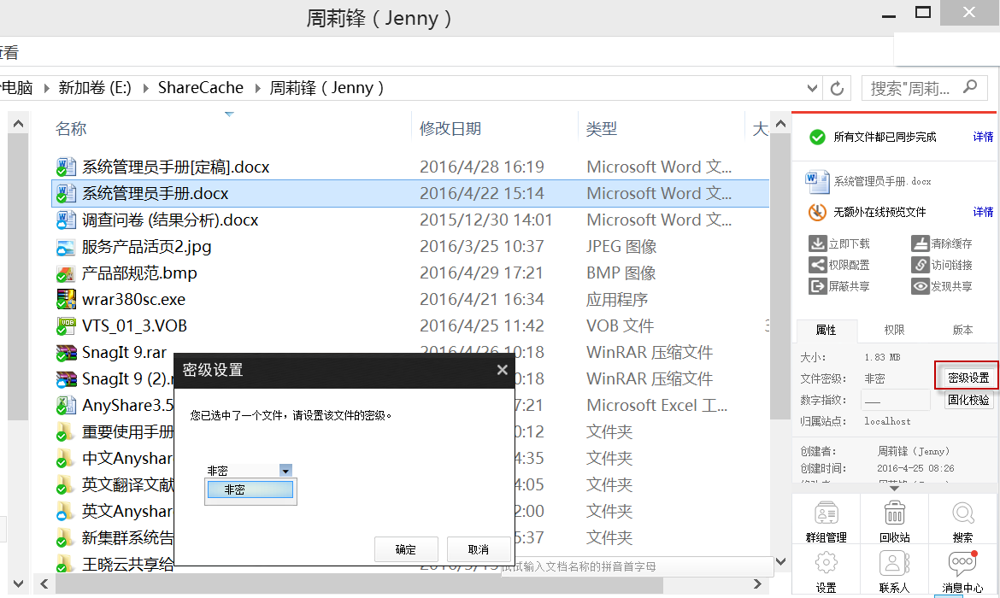 周莉锋（Jenny）
查看
电脑 新加卷 (E:) ShareCache 周莉锋（Jenny）
搜索"周莉...
名称 修改日期 类型 大
系统管理员手册[定稿].docx 2016/4/28 16:19 Microsoft Word 文...
系统管理员手册.docx 2016/4/22 15:14 Microsoft Word 文...
调查问卷 (结果分析).docx 2015/12/30 14:01 Microsoft Word 文...
服务产品活页2.jpg 2016/3/25 10:37 JPEG 图像
产品部规范.bmp 2016/4/29 17:21 BMP 图像
wrar380sc.exe 2016/4/21 16:34 应用程序
VTS_01_3.VOB 2016/4/25 11:42 VOB 文件
SnagIt 9.rar 2016/4/26 10:18 WinRAR 压缩文件
SnagIt 9 (2).r 0:18 WinRAR 压缩文件
AnyShare3.5 7:21 Microsoft Excel 工...
重要使用手册 0:12 文件夹
中文Anyshar 4:35 文件夹
英文翻译文献 4:05 文件夹
英文Anyshar 2:00 文件夹
新集群系统告 5:37 文件夹
王晓云共享给
密级设置
您已选中了一个文件，请设置该文件的密级。
非密
非密
确定 取消
试试输入文档名称的拼音首字母
所有文件都已同步完成 详情
系统管理员手册.docx
无额外在线预览文件 详情
立即下载 清除缓存
权限配置 访问链接
屏蔽共享 发现共享
属性 权限 版本
大小: 1.83 MB
文件密级: 非密 密级设置
数字指纹: —— 固化校验
归属站点: localhost
创建者: 周莉锋 (Jenny)
创建时间: 2016-4-25 08:26
群组管理 回收站 搜索
设置 联系人 消息中心